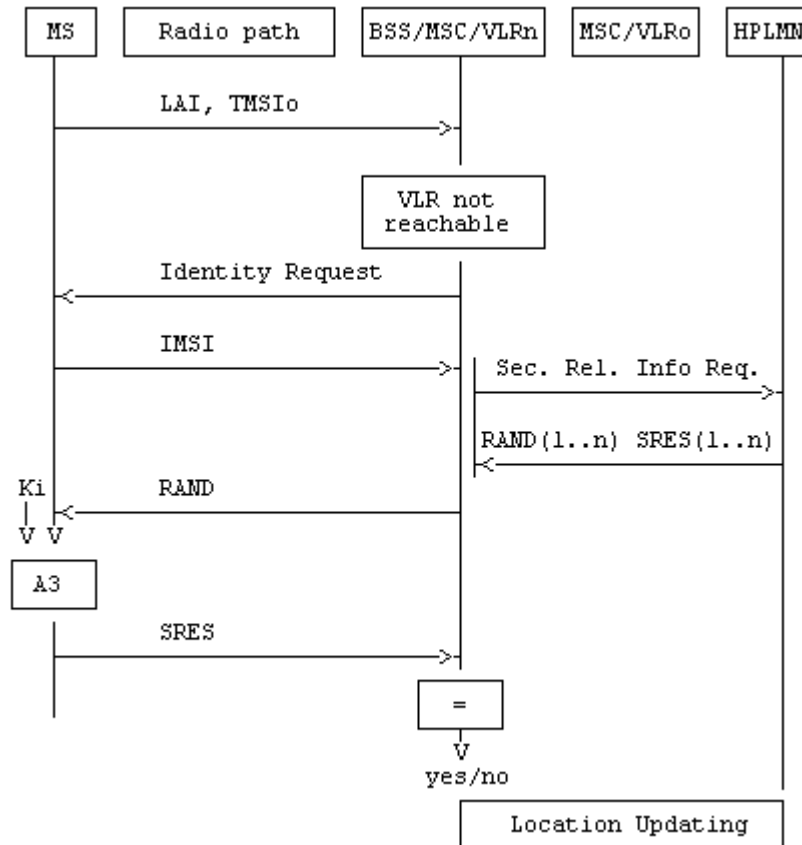 MS
Radio path
BSS/MSC/VLRn
MSC/VLRo
HPLMN
LAI, TMSIo
VLR not
reachable
Identity Request
IMSI
Sec. Rel. Info Req.
RAND(1..n) SRES(1..n)
Ki
RAND
A3
SRES
=
yes/no
Location Updating